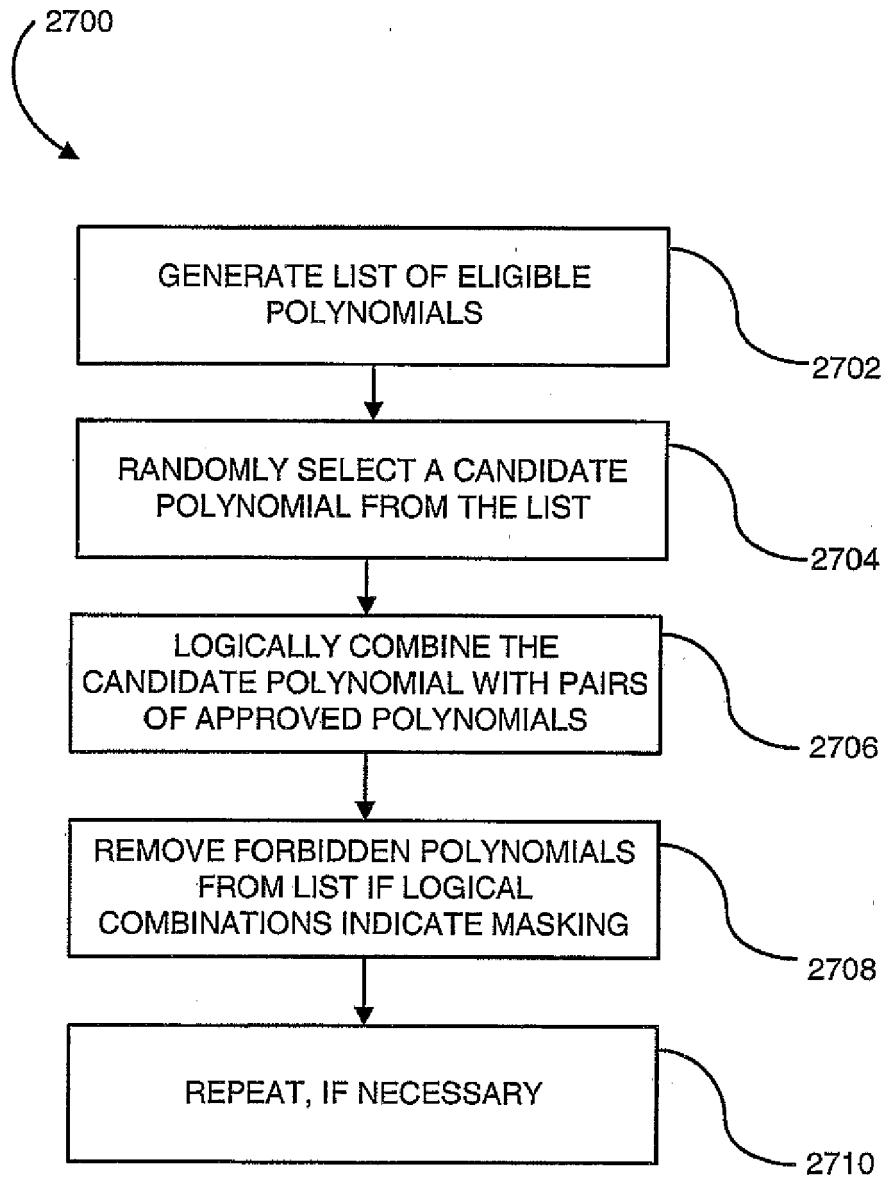 2700
GENERATE LIST OF ELIGIBLE
POLYNOMIALS
2702
RANDOMLY SELECT A CANDIDATE
POLYNOMIAL FROM THE LIST
2704
LOGICALLY COMBINE THE
CANDIDATE POLYNOMIAL WITH PAIRS
OF APPROVED POLYNOMIALS
2706
REMOVE FORBIDDEN POLYNOMIALS
FROM LIST IF LOGICAL
COMBINATIONS INDICATE MASKING
2708
REPEAT, IF NECESSARY
2710